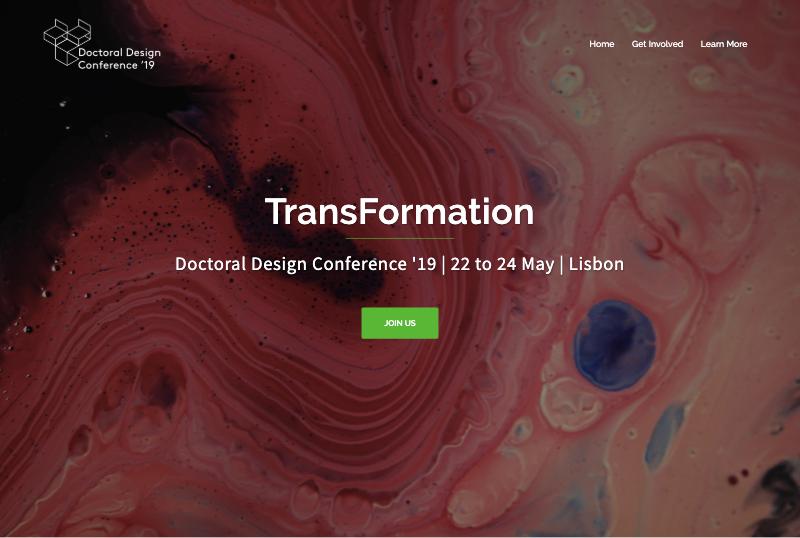 Doctoral Design
Conference '19
Home Get Involved Learn More
TransFormation
Doctoral Design Conference '19 | 22 to 24 May | Lisbon
JOIN US